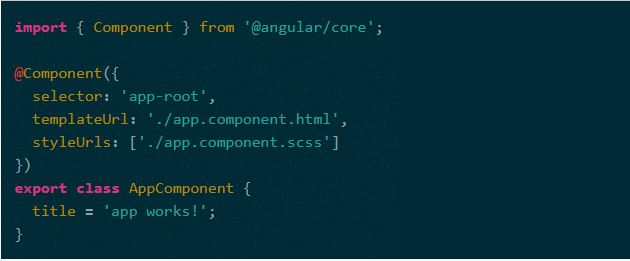 import { Component } from '@angular/core';

@Component({
  selector: 'app-root',
  templateUrl: './app.component.html',
  styleUrls: ['./app.component.scss']
})
export class AppComponent {
  title = 'app works!';
}